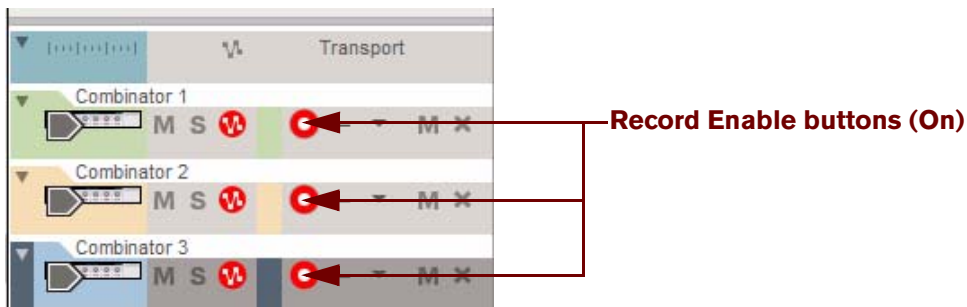 Transport
Combinator 1
M S M ×
Record Enable buttons (On)
Combinator 2
M S M ×
Combinator 3
M S M ×